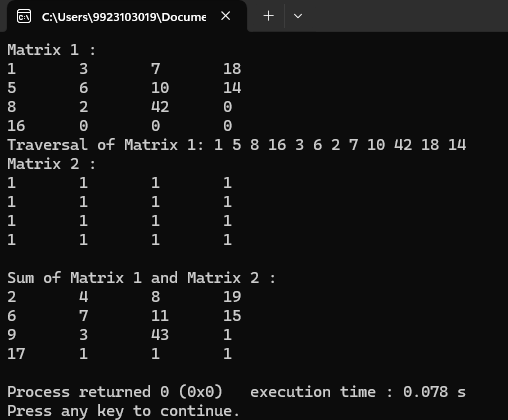 C:\Users\9923103019\Docume
Matrix 1 :
1 3 7 18
5 6 10 14
8 2 42 0
16 0 0 0
Traversal of Matrix 1: 1 5 8 16 3 6 2 7 10 42 18 14
Matrix 2 :
1 1 1 1
1 1 1 1
1 1 1 1
1 1 1 1
Sum of Matrix 1 and Matrix 2 :
2 4 8 19
6 7 11 15
9 3 43 1
17 1 1 1
Process returned 0 (0x0) execution time : 0.078 s
Press any key to continue.